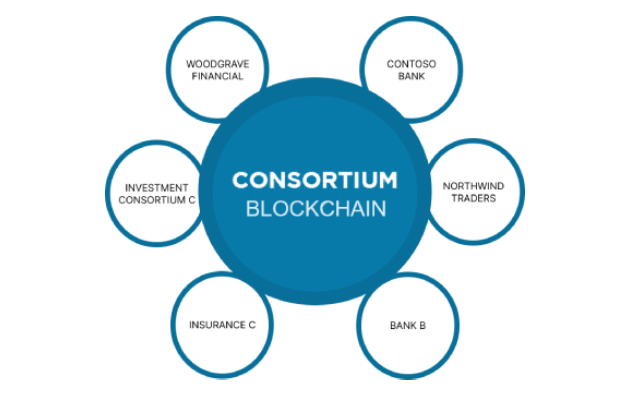 WOODGRAVE
FINANCIAL
CONTOSO
BANK
CONSORTIUM
BLOCKCHAIN
INVESTMENT
CONSORTIUM C
NORTHWIND
TRADERS
INSURANCE C
BANK B